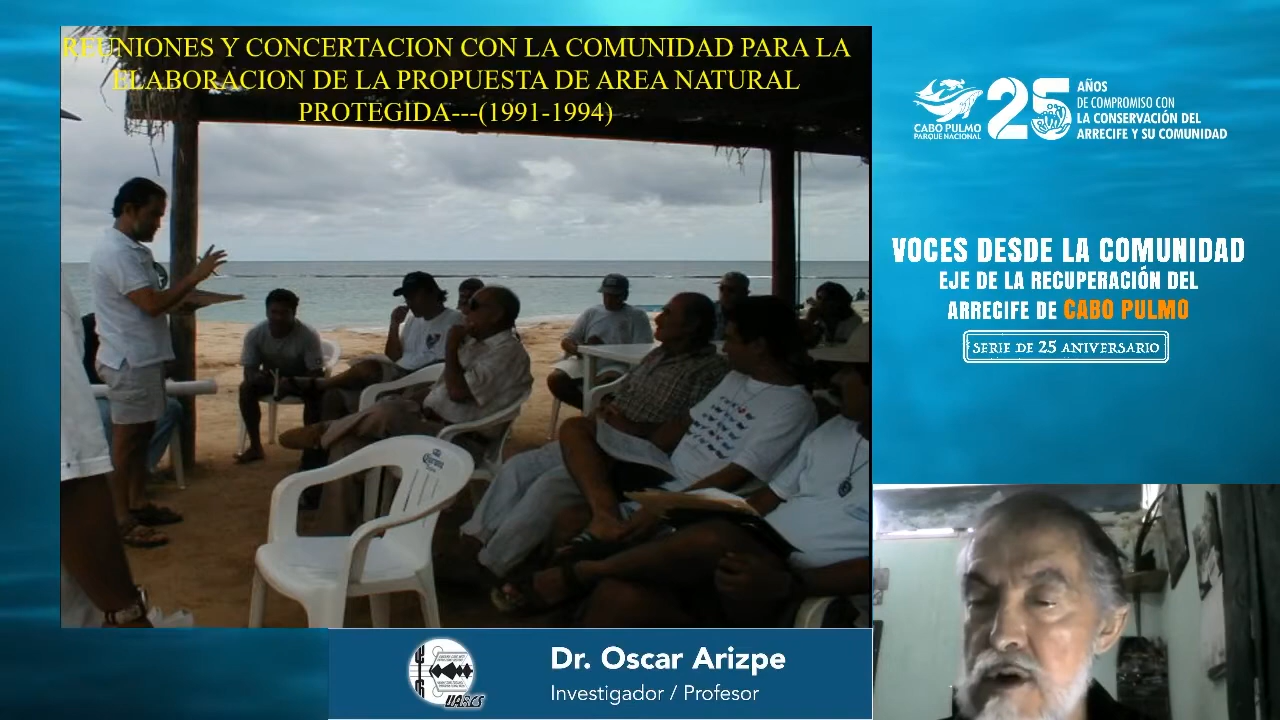 REUNIONES Y CONCERTACION CON LA COMUNIDAD PARA LA
ELABORACION DE LA PROPUESTA DE AREA NATURAL
PROTEGIDA---(1991-1994)
CABO PULMO
PARQUE NACIONAL
25
AÑOS
DE COMPROMISO CON
LA CONSERVACIÓN DEL
ARRECIFE Y SU COMUNIDAD
VOCES DESDE LA COMUNIDAD
EJE DE LA RECUPERACIÓN DEL
ARRECIFE DE CABO PULMO
SERIE DE 25 ANIVERSARIO
Corona
UABCS
Dr. Oscar Arizpe
Investigador / Profesor